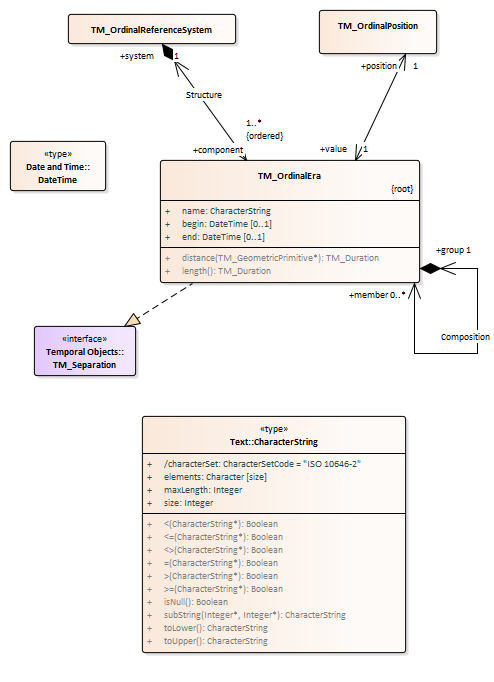 TM_OrdinalReferenceSystem
TM_OrdinalPosition
+system
1
+position
1
Structure
1..*
{ordered}
+component
+value
1
«type»
Date and Time::
DateTime
TM_OrdinalEra
{root}
+ name: CharacterString
+ begin: DateTime [0..1]
+ end: DateTime [0..1]
+ distance(TM_GeometricPrimitive*): TM_Duration
+ length(): TM_Duration
+group 1
+member 0..*
Composition
«interface»
Temporal Objects::
TM_Separation
«type»
Text::CharacterString
+ /characterSet: CharacterSetCode = "ISO 10646-2"
+ elements: Character [size]
+ maxLength: Integer
+ size: Integer
+ <(CharacterString*): Boolean
+ <=(CharacterString*): Boolean
+ <>(CharacterString*): Boolean
+ =(CharacterString*): Boolean
+ >(CharacterString*): Boolean
+ >=(CharacterString*): Boolean
+ isNull(): Boolean
+ subString(Integer*, Integer*): CharacterString
+ toLower(): CharacterString
+ toUpper(): CharacterString